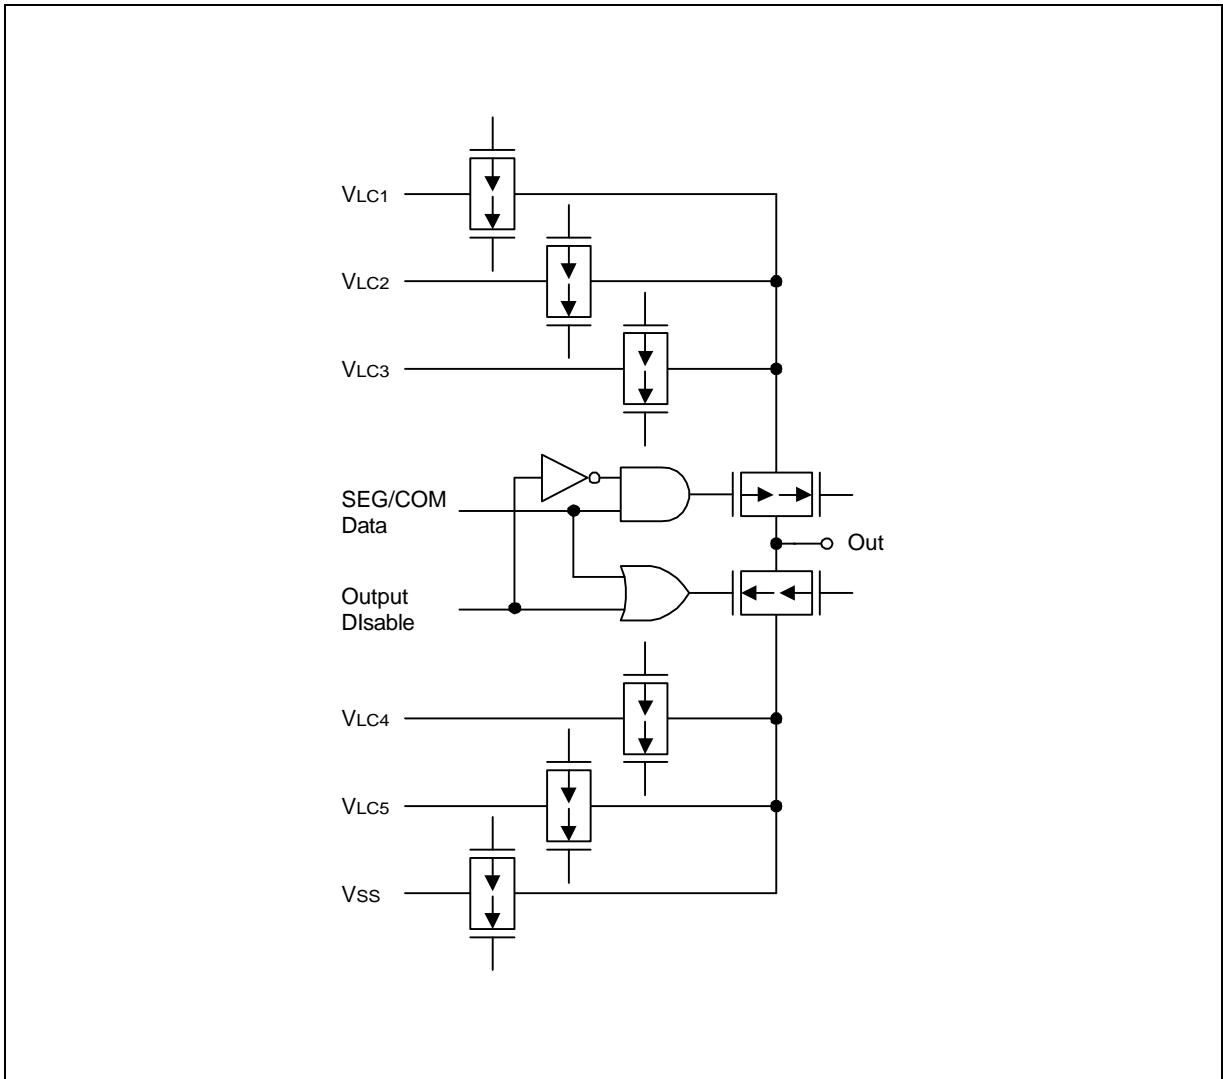 VLC1
VLC2
VLC3
SEG/COM
Data
Out
Output
DIsable
VLC4
VLC5
VSS